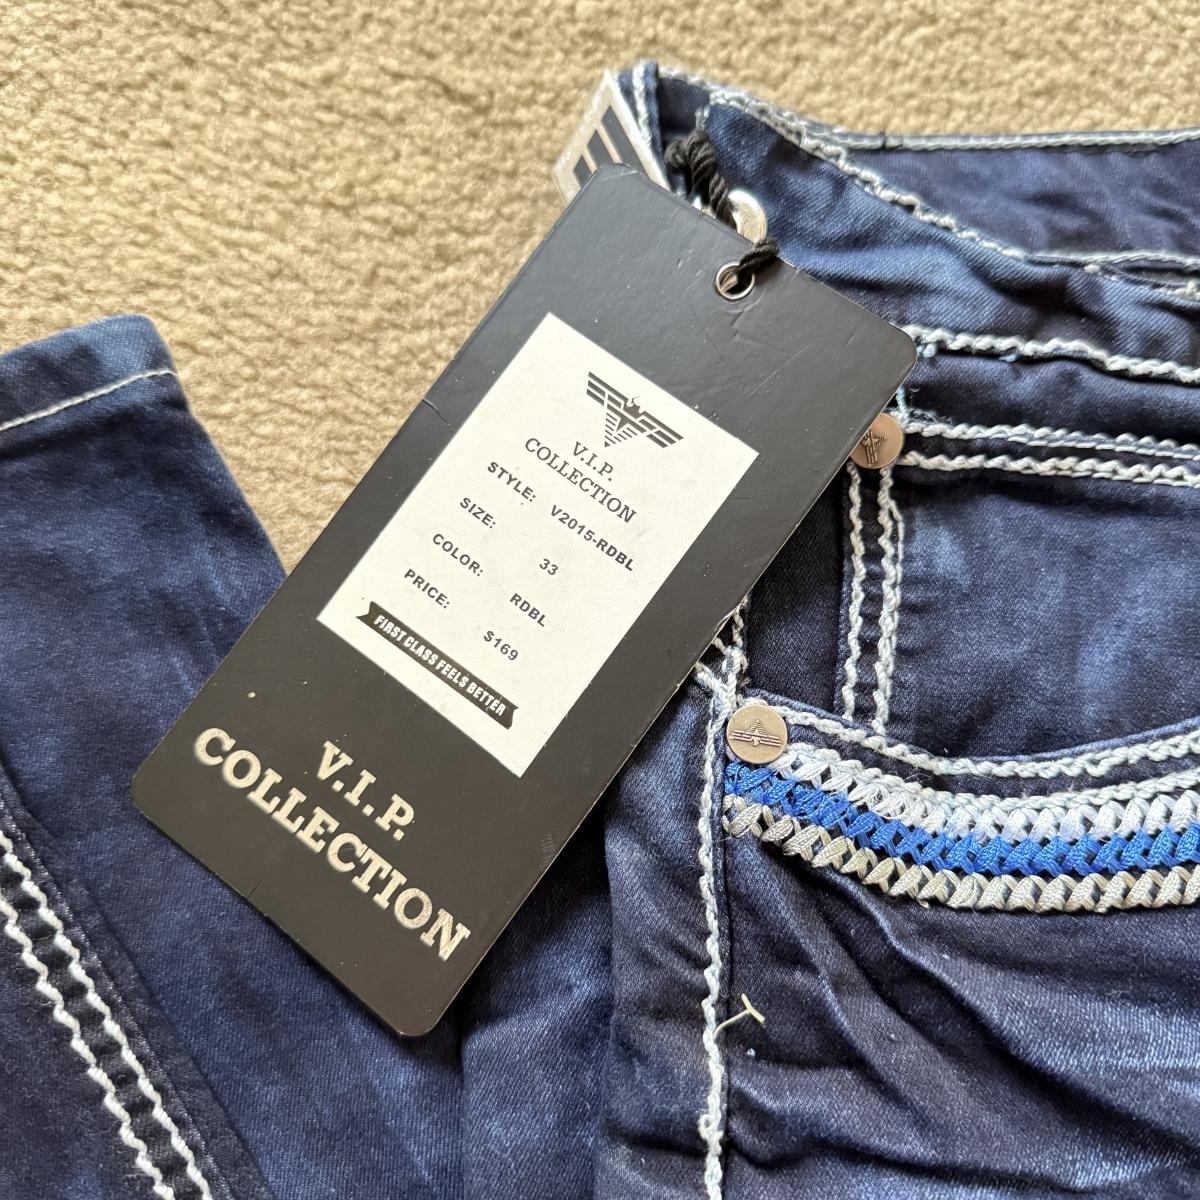 V.I.P.
COLLECTION
STYLE: V2015-RDBL
SIZE: 33
COLOR: RDBL
PRICE: $169
FIRST CLASS FEELS BETTER
V.I.P.
COLLECTION